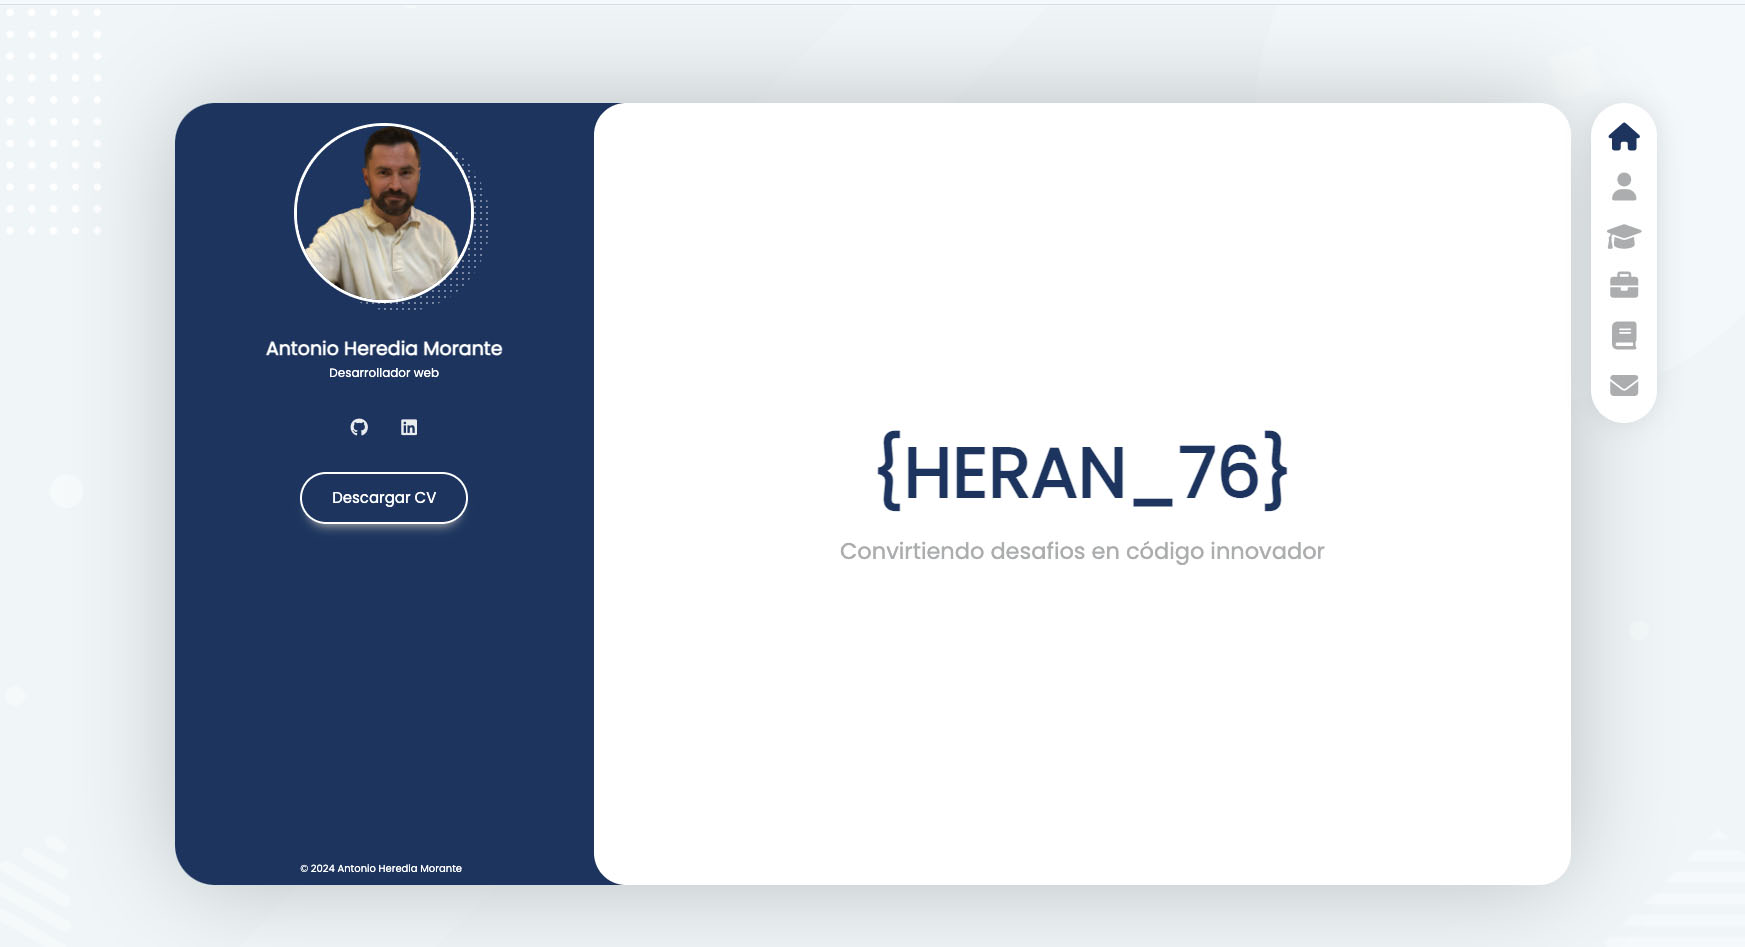 Antonio Heredia Morante
Desarrollador web
Descargar CV
© 2024 Antonio Heredia Morante
{HERAN_76}
Convirtiendo desafios en código innovador